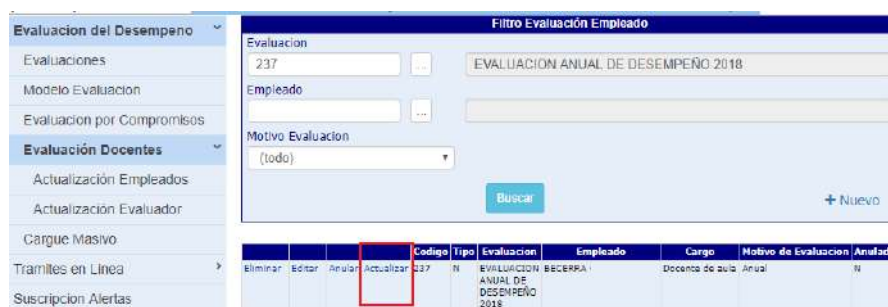 Evaluacion del Desempeno
Evaluaciones
Modelo Evaluacion
Evaluacion por Compromisos
Evaluación Docentes
Actualización Empleados
Actualización Evaluador
Cargue Masivo
Tramites en Linea
Suscripcion Alertas
Filtro Evaluación Empleado
Evaluacion
237 ... EVALUACION ANUAL DE DESEMPEÑO 2018
Empleado
...
Motivo Evaluacion
(todo)
Buscar + Nuevo
Codigo Tipo Evaluacion Empleado Cargo Motivo de Evaluacion Anulad
Eliminar Editar Anular Actualizar 237 N EVALUACION BECERRA Docente de aula Anual N
ANUAL DE
DESEMPEÑO
2018